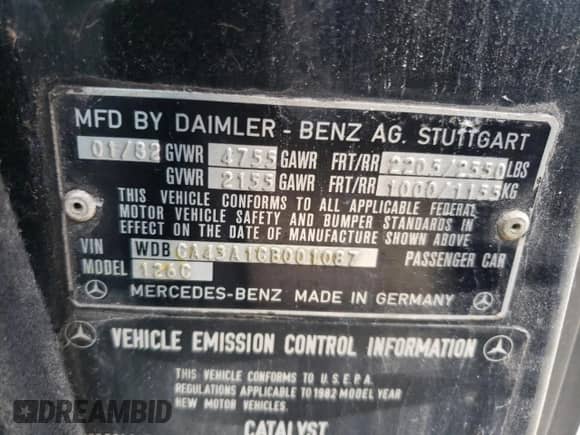 MFD BY DAIMLER - BENZ AG. STUTTGART
01/82 GVWR 4755 GAWR FRT/RR 2205/2550 LBS
GVWR 2155 GAWR FRT/RR 1000/1155 KG
THIS VEHICLE CONFORMS TO ALL APPLICABLE FEDERAL
MOTOR VEHICLE SAFETY AND BUMPER STANDARDS IN
EFFECT ON THE DATE OF MANUFACTURE SHOWN ABOVE
VIN WDBCA43A1CB001087 PASSENGER CAR
MODEL 126C
MERCEDES-BENZ MADE IN GERMANY
VEHICLE EMISSION CONTROL INFORMATION
THIS VEHICLE CONFORMS TO U.S.E.P.A.
REGULATIONS APPLICABLE TO 1982 MODEL YEAR
NEW MOTOR VEHICLES.
CATALYST
DREAMBID